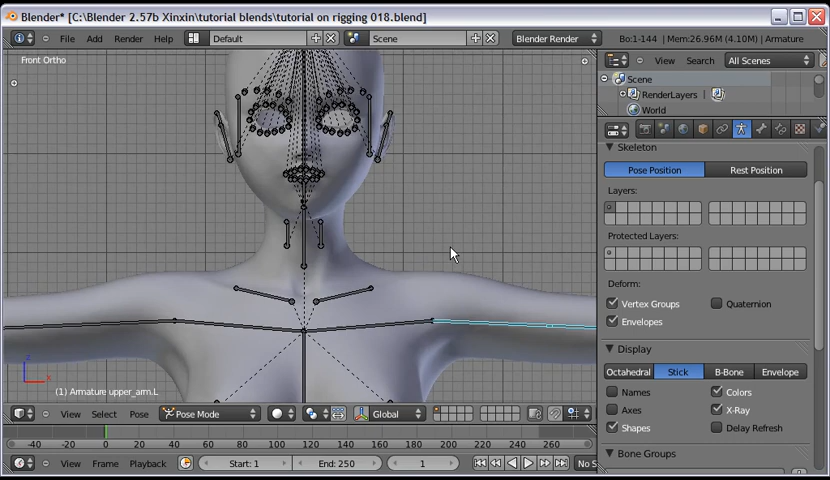 Blender* [C:\Blender 2.57b Xinxin\tutorial blends\tutorial on rigging 018.blend]
File Add Render Help Default Scene Blender Render Bo:1-144 | Mem:26.96M (4.10M) | Armature
Front Ortho
View Search All Scenes
Scene
RenderLayers
World
Skeleton
Pose Position Rest Position
Layers:
Protected Layers:
Deform:
Vertex Groups Quaternion
Envelopes
Display
Octahedral Stick B-Bone Envelope
Names Colors
Axes X-Ray
Shapes Delay Refresh
Bone Groups
Z
X
(1) Armature upper_arm.L
View Select Pose Pose Mode Global
-40 -20 0 20 40 60 80 100 120 140 160 180 200 220 240 260
View Frame Playback Start: 1 End: 250 1 No S